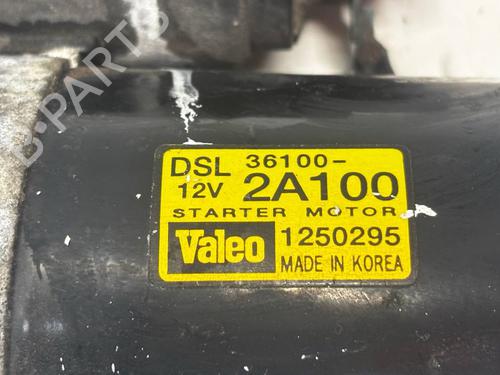 B-PARTS
DSL 36100-
12V 2A100
STARTER MOTOR
Valeo 1250295
MADE IN KOREA